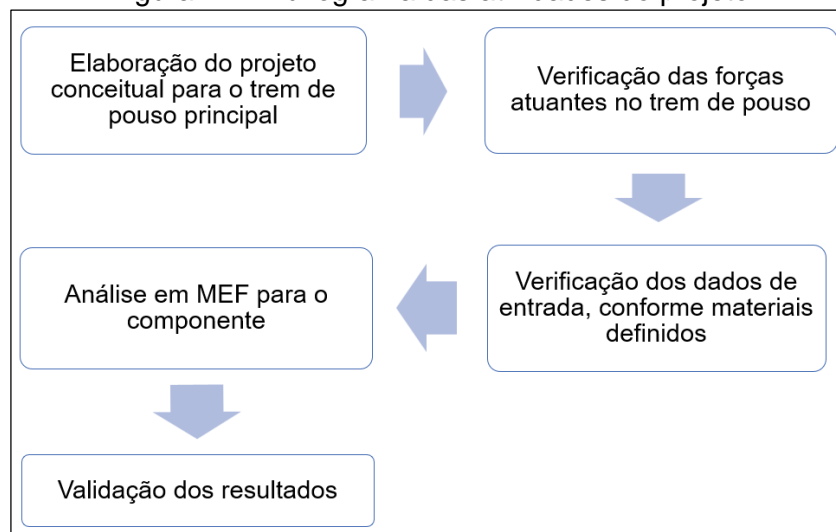 Elaboração do projeto
conceitual para o trem de
pouso principal
Verificação das forças
atuantes no trem de pouso
Verificação dos dados de
entrada, conforme materiais
definidos
Análise em MEF para o
componente
Validação dos resultados